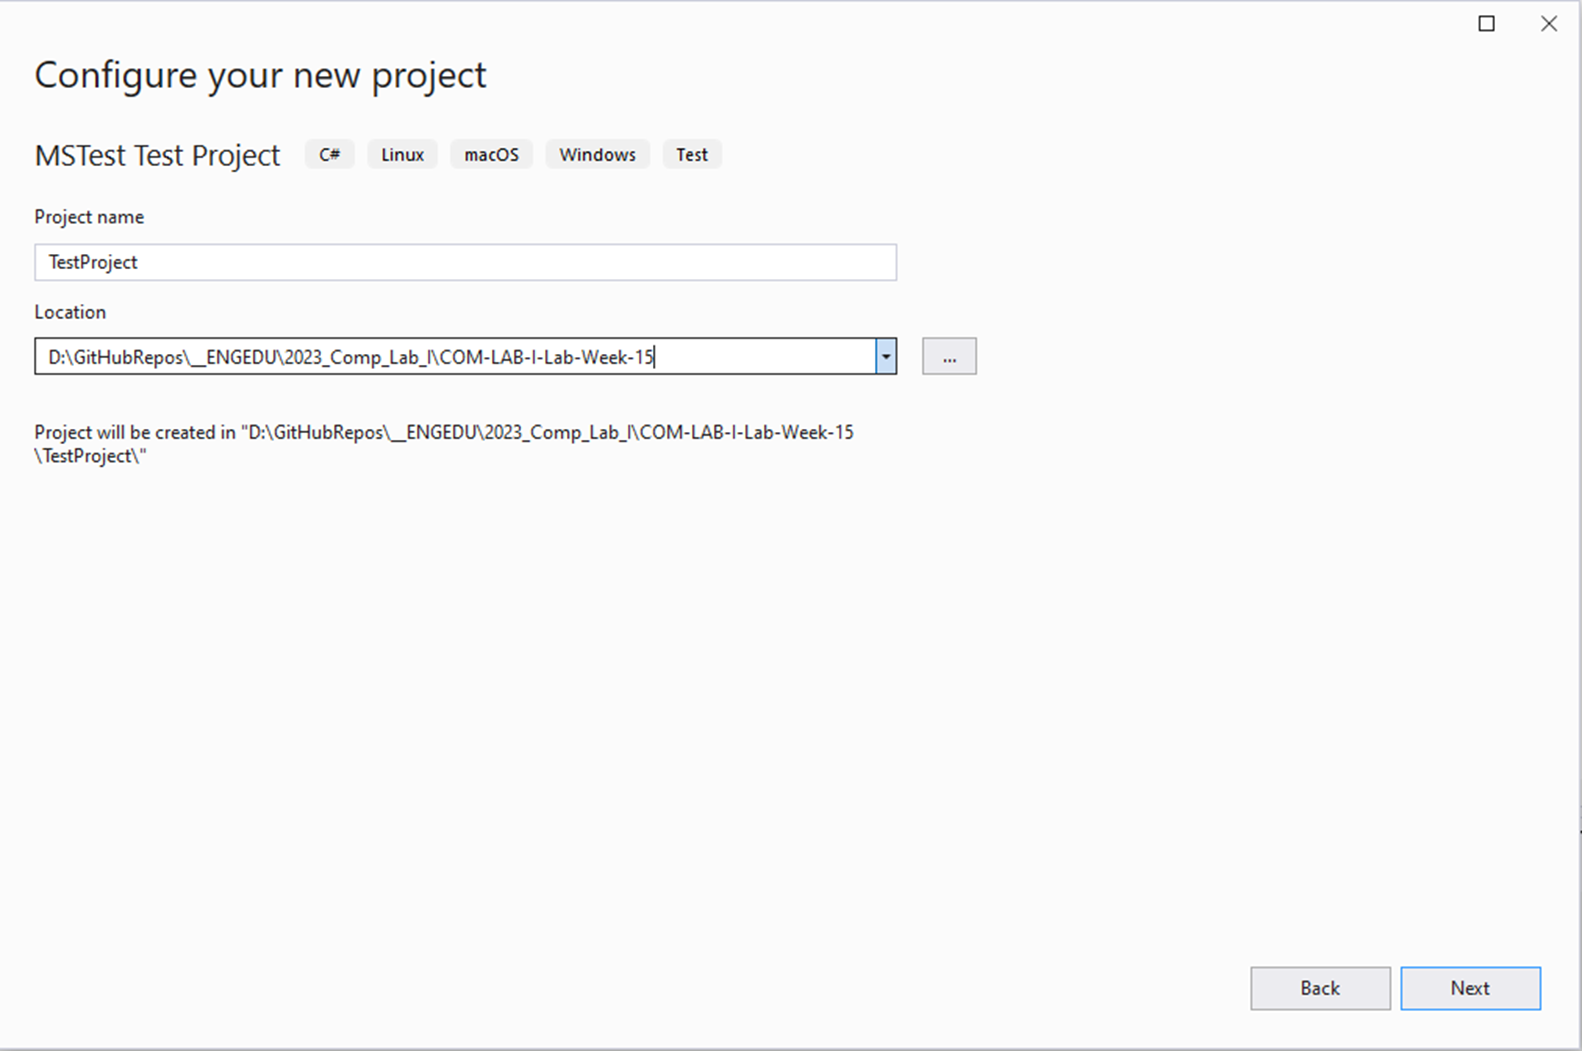 Configure your new project
MSTest Test Project C# Linux macOS Windows Test
Project name
TestProject
Location
D:\GitHubRepos\__ENGEDU\2023_Comp_Lab_I\COM-LAB-I-Lab-Week-15
...
Project will be created in "D:\GitHubRepos\__ENGEDU\2023_Comp_Lab_I\COM-LAB-I-Lab-Week-15
\TestProject\"
Back Next